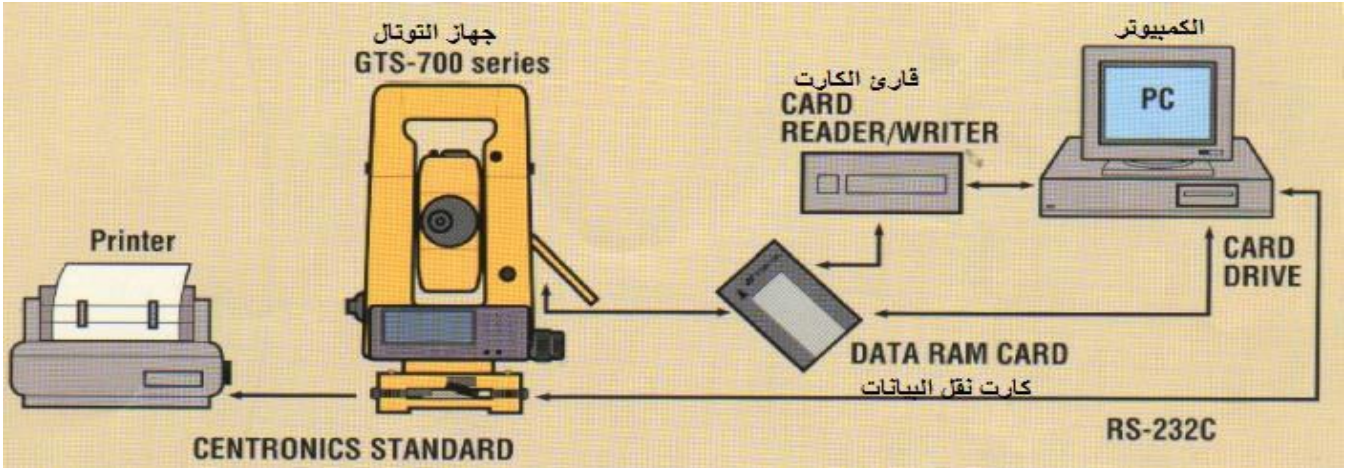 جهاز التوتال
GTS-700 series
الكمبيوتر
PC
قارئ الكارت
CARD
READER/WRITER
Printer
CARD
DRIVE
DATA RAM CARD
كارت نقل البيانات
RS-232C
CENTRONICS STANDARD